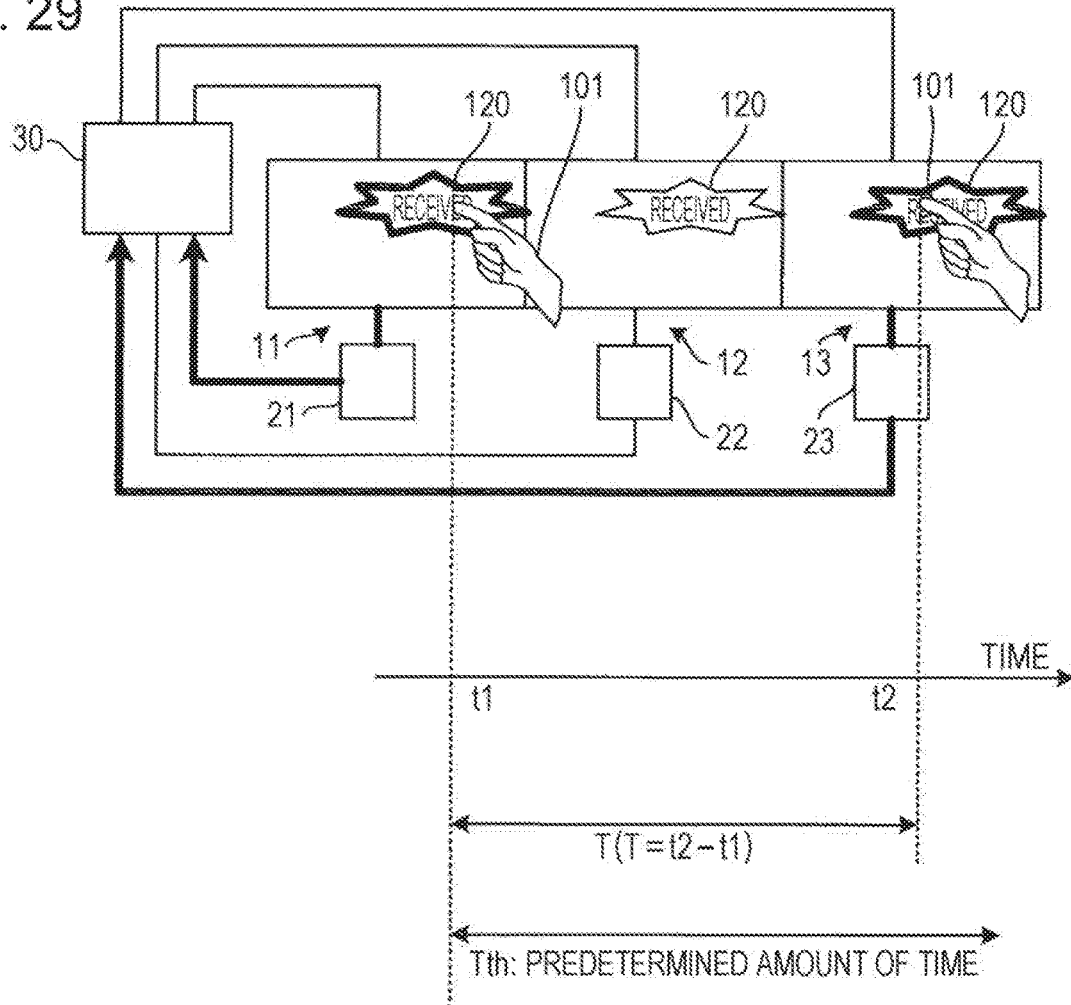 . 29
120
101
120
101
120
30
RECEIVED
RECEIVED
RECEIVED
11
12
13
21
22
23
TIME
t1
t2
T(T=t2-t1)
Tth: PREDETERMINED AMOUNT OF TIME